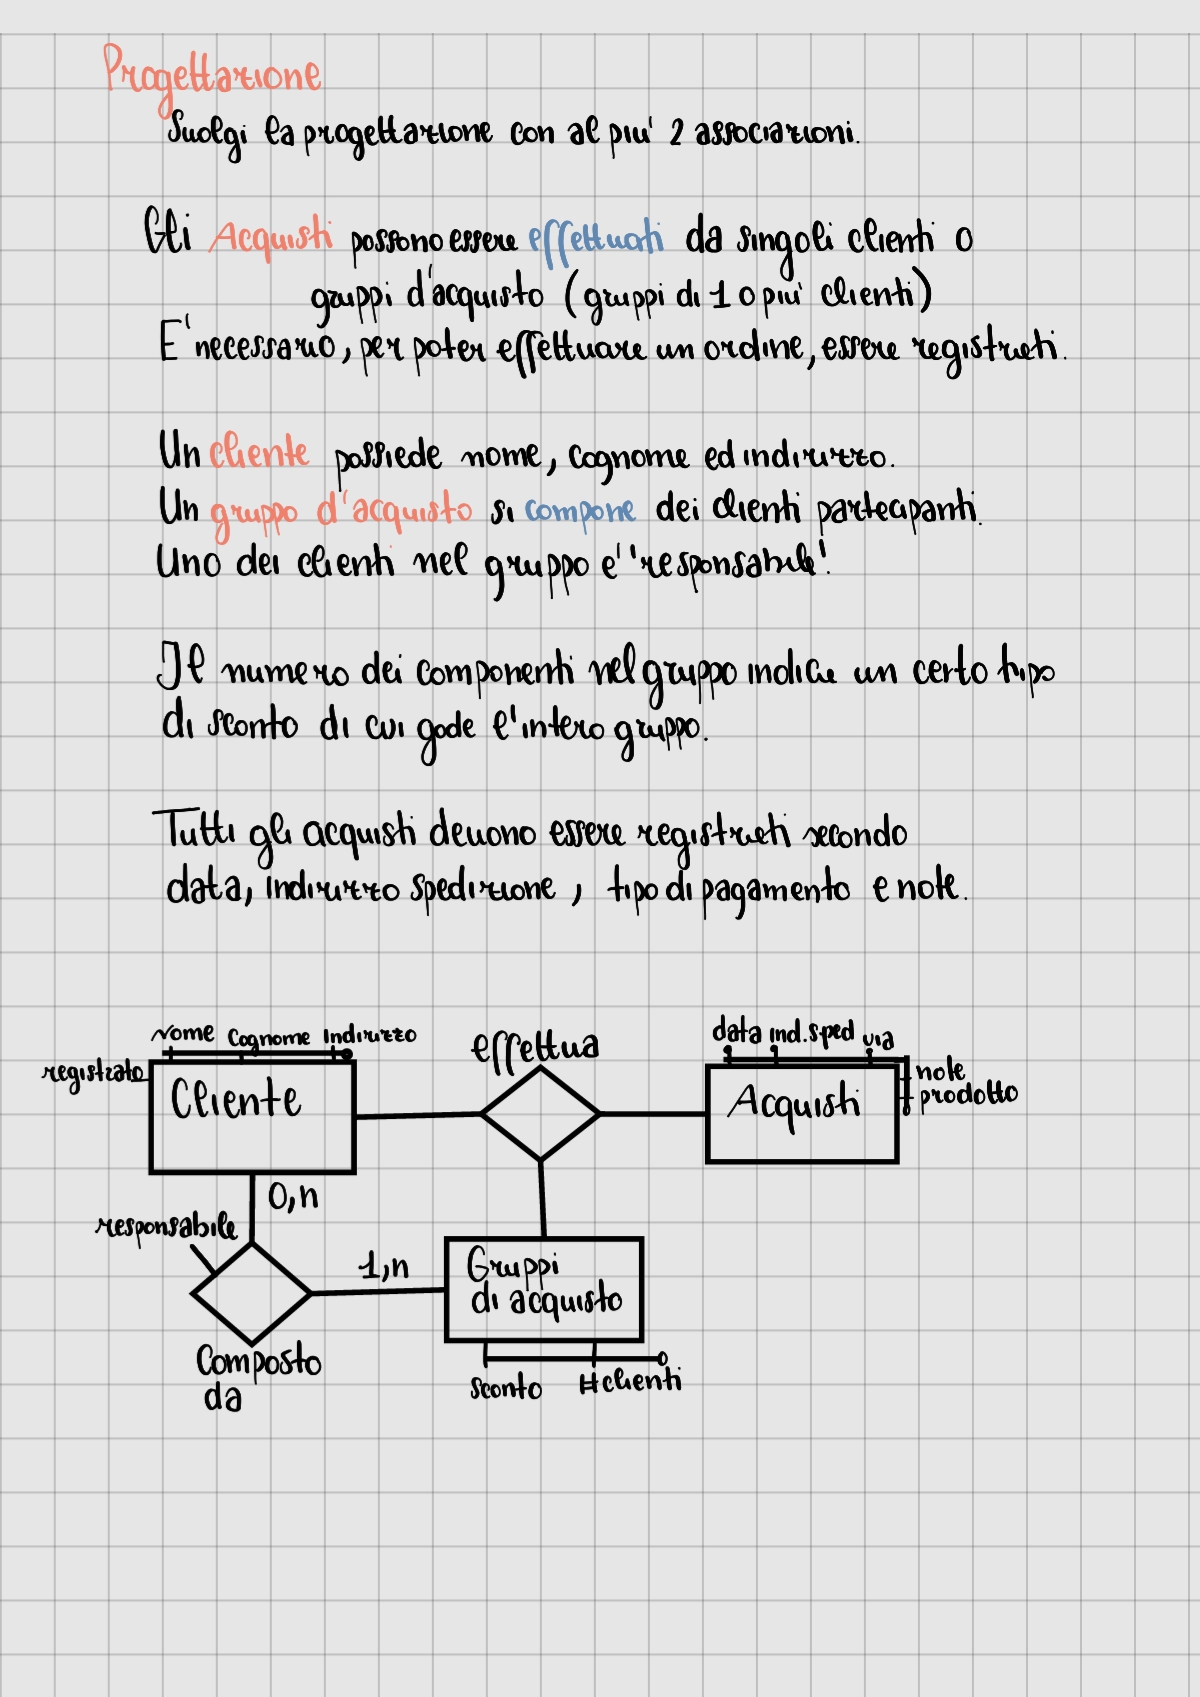 Progettazione
Svolgi la progettazione con al piu' 2 associazioni.
Gli Acquisti possono essere effettuati da singoli clienti o
gruppi d'acquisto (gruppi di 1 o piu' clienti)
E' necessario, per poter effettuare un ordine, essere registrati.
Un cliente possiede nome, cognome ed indirizzo.
Un gruppo d'acquisto si compone dei clienti partecipanti.
Uno dei clienti nel gruppo e' "responsabile".
Il numero dei componenti nel gruppo indica un certo tipo
di sconto di cui gode l'intero gruppo.
Tutti gli acquisti devono essere registrati secondo
data, indirizzo spedizione, tipo di pagamento e note.
nome cognome indirizzo
registrato
Cliente
effettua
data ind. sped via
note
prodotto
Acquisti
0,n
responsabile
1,n
Gruppi
di acquisto
Composto
da
sconto #clienti